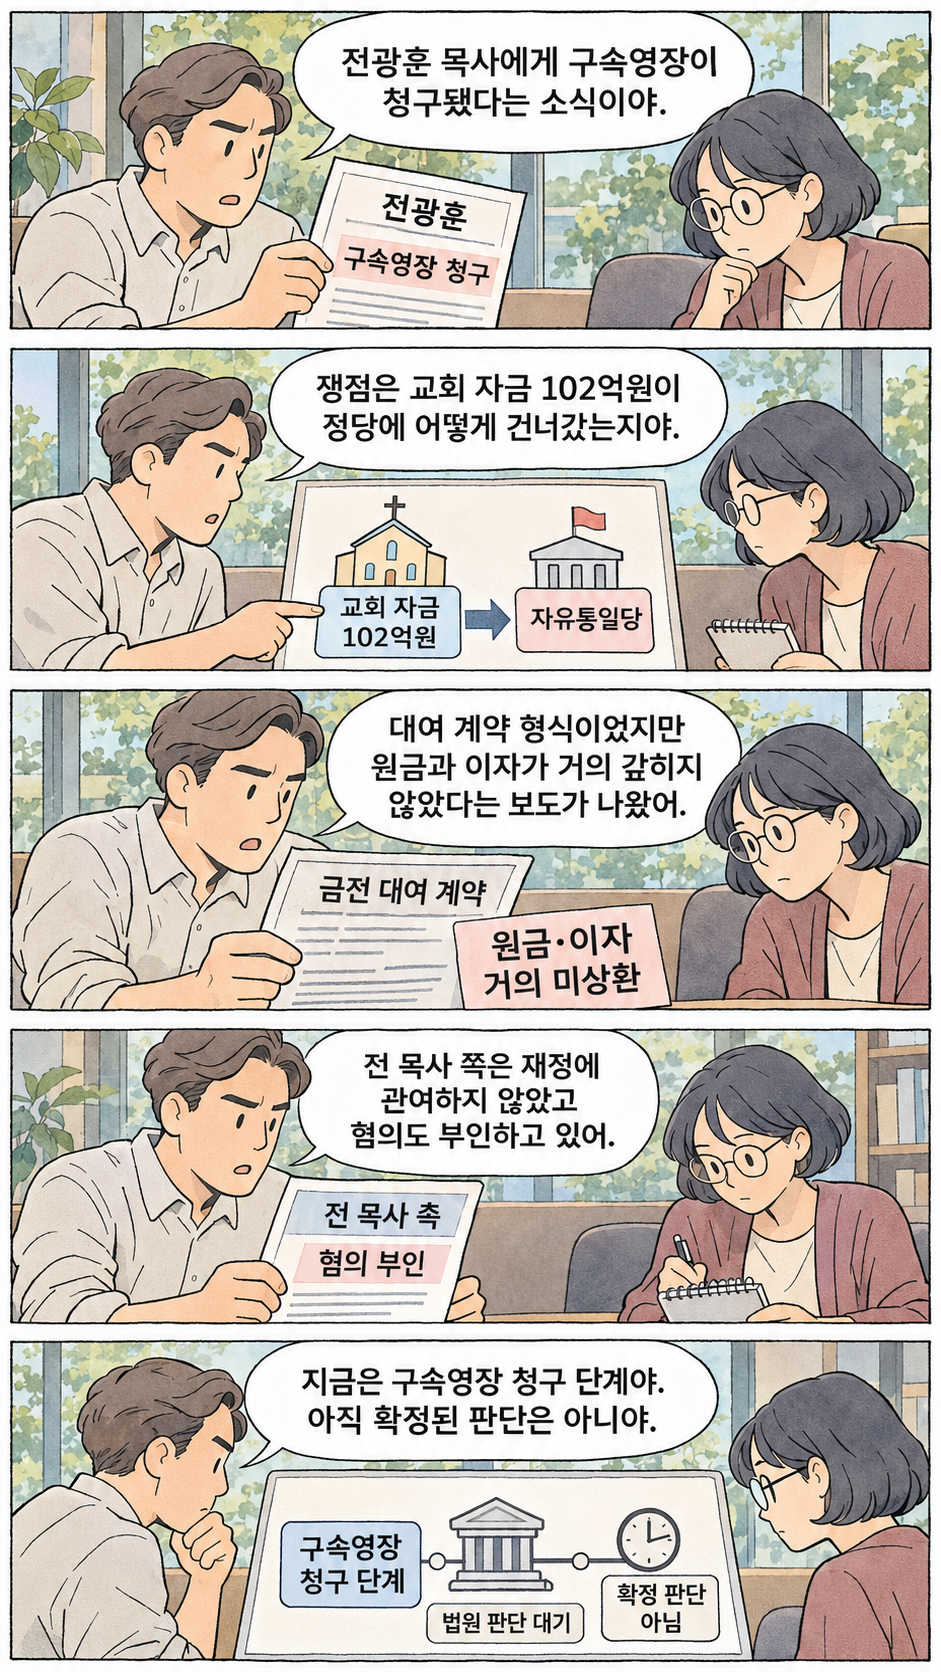 전광훈 목사에게 구속영장이
청구됐다는 소식이야.
전광훈
구속영장 청구
쟁점은 교회 자금 102억원이
정당에 어떻게 건너갔는지야.
교회 자금
102억원
자유통일당
대여 계약 형식이었지만
원금과 이자가 거의 갚히지
않았다는 보도가 나왔어.
금전 대여 계약
원금·이자
거의 미상환
전 목사 쪽은 재정에
관여하지 않았고
혐의도 부인하고 있어.
전 목사 측
혐의 부인
지금은 구속영장 청구 단계야.
아직 확정된 판단은 아니야.
구속영장
청구 단계
법원 판단 대기
확정 판단
아님